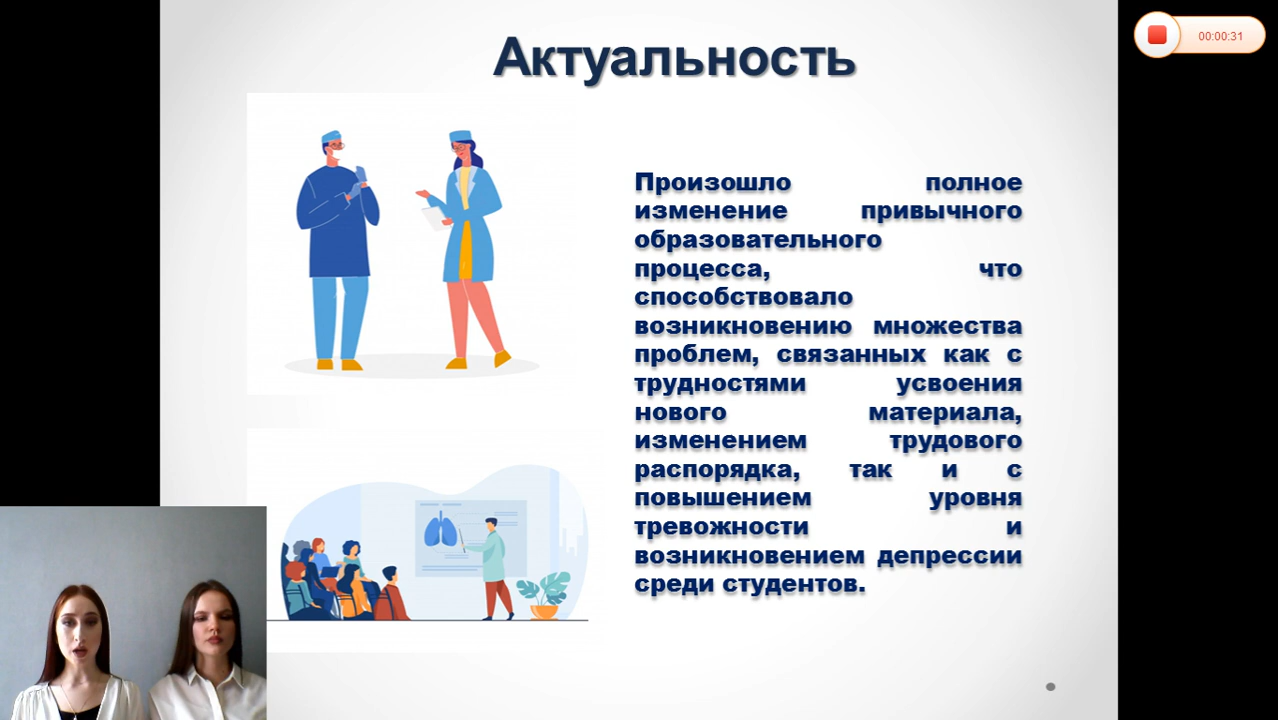 Актуальность
00:00:31
Произошло полное
изменение привычного
образовательного
процесса, что
способствовало
возникновению множества
проблем, связанных как с
трудностями усвоения
нового материала,
изменением трудового
распорядка, так и с
повышением уровня
тревожности и
возникновением депрессии
среди студентов.